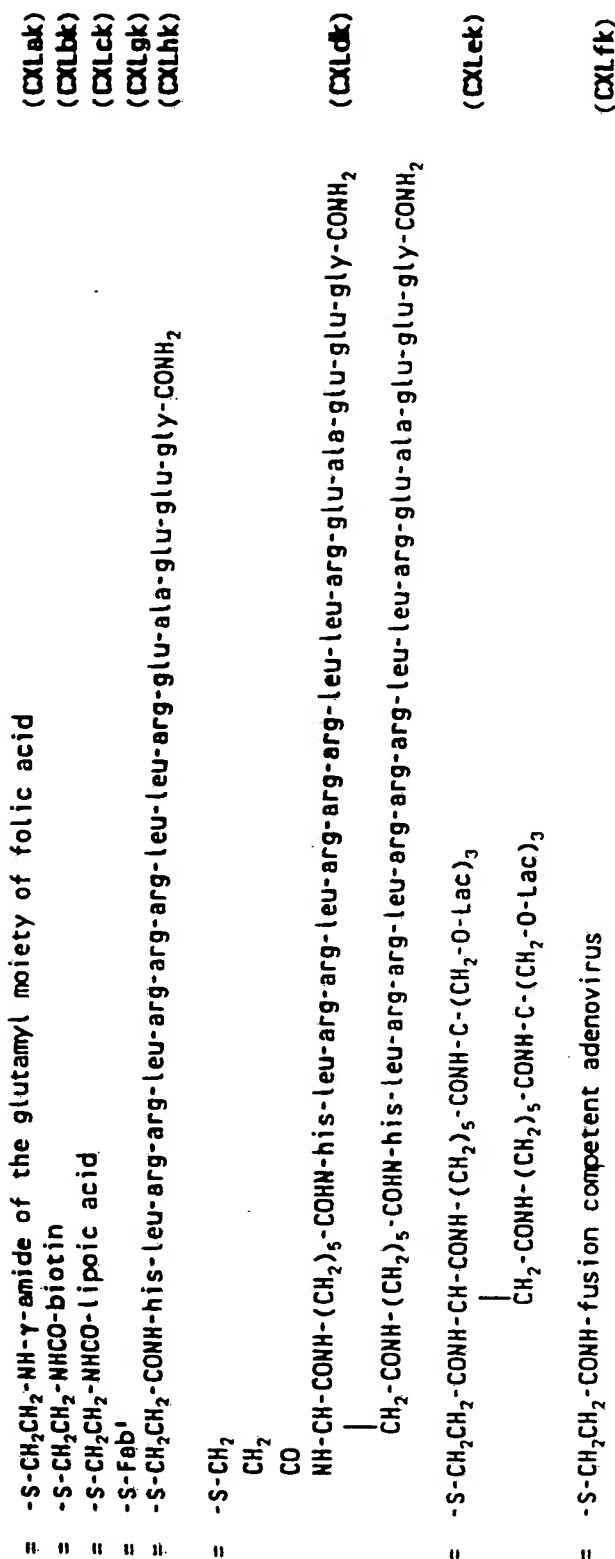 = -S-CH₂CH₂-NH-γ-amide of the glutamyl moiety of folic acid (CXLak)
= -S-CH₂CH₂-NHCO-biotin (CXLbk)
= -S-CH₂CH₂-NHCO-lipoic acid (CXLck)
= -S-Fab' (CXLgk)
= -S-CH₂CH₂-CONH-his-leu-arg-arg-leu-arg-arg-arg-leu-leu-arg-glu-ala-glu-glu-gly-CONH₂ (CXLhk)
= -S-CH₂
CH₂
CO
NH-CH-CONH-(CH₂)₅-COHN-his-leu-arg-arg-leu-arg-arg-arg-leu-leu-arg-glu-ala-glu-glu-gly-CONH₂ (CXLdk)
CH₂-CONH-(CH₂)₅-COHN-his-leu-arg-arg-leu-arg-arg-arg-leu-leu-arg-glu-ala-glu-glu-gly-CONH₂
= -S-CH₂CH₂-CONH-CH-CONH-(CH₂)₅-CONH-C-(CH₂-O-Lac)₃ (CXLek)
CH₂-CONH-(CH₂)₅-CONH-C-(CH₂-O-Lac)₃
= -S-CH₂CH₂-CONH-fusion competent adenovirus (CXLfk)